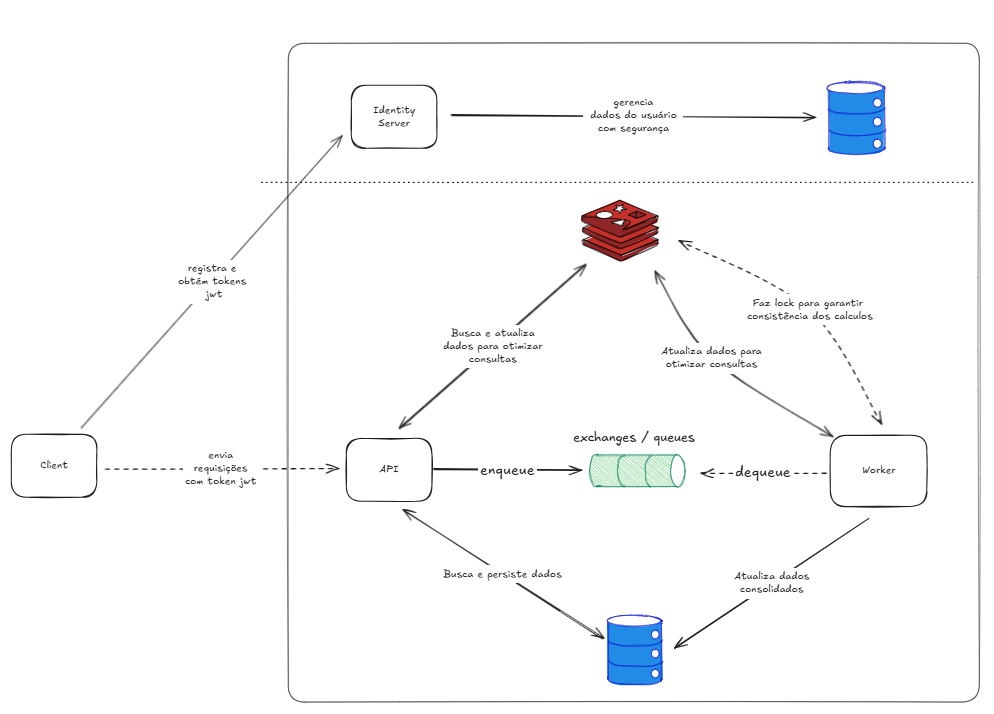 Identity
Server
gerencia
dados do usuário
com segurança
registra e
obtém tokens
jwt
Faz lock para garantir
consistência dos calculos
Busca e atualiza
dados para otimizar
consultas
Atualiza dados para
otimizar consultas
exchanges / queues
Client
envia
requisições
com token jwt
API
enqueue
dequeue
Worker
Busca e persiste dados
Atualiza dados
consolidados